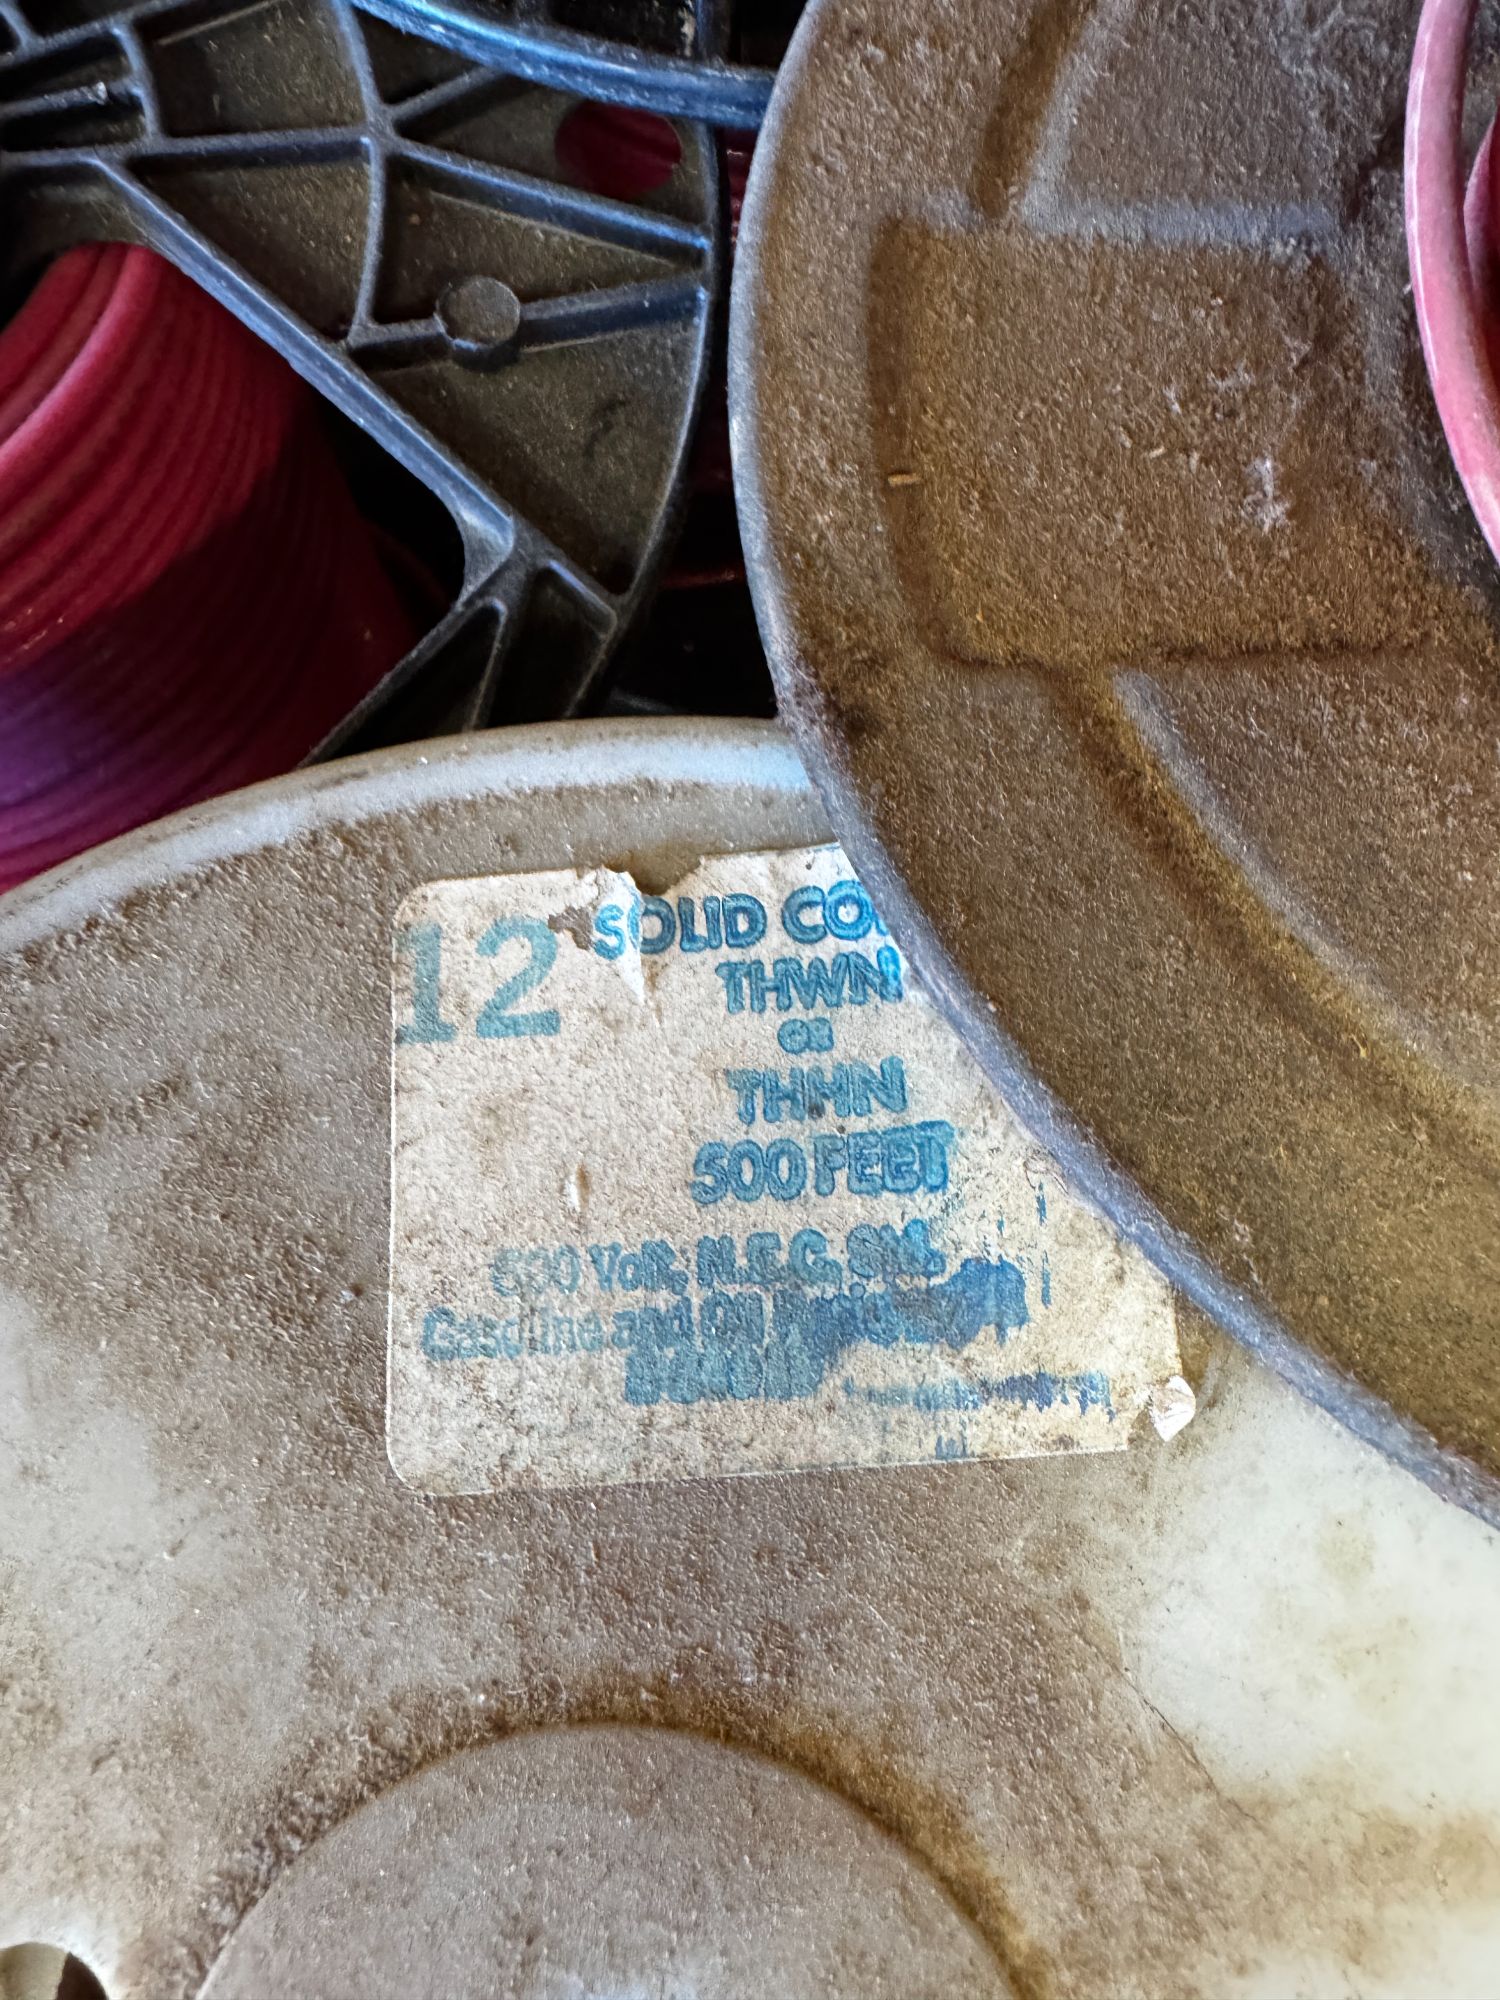 12 SOLID CO
THWN
OR
THHN
500 FEET
600 Volt, N.E.C.
Gasoline and Oil